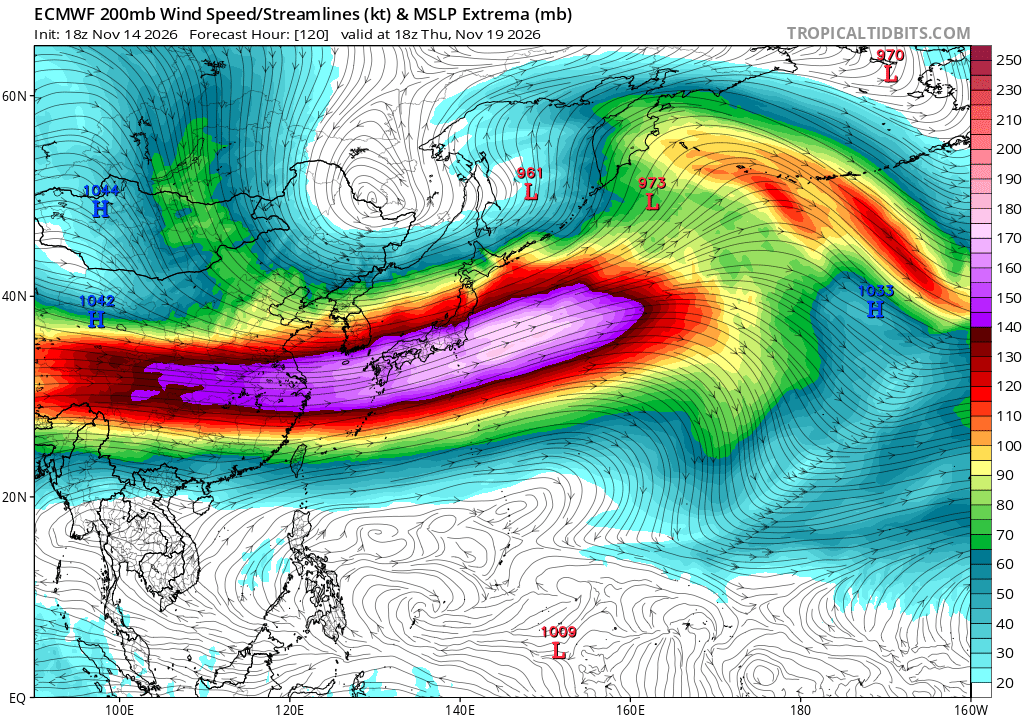 ECMWF 200mb Wind Speed/Streamlines (kt) & MSLP Extrema (mb)
Init: 18z Nov 14 2026   Forecast Hour: [120]   valid at 18z Thu, Nov 19 2026
TROPICALTIDBITS.COM
970
L
60N
961
L
973
L
1044
H
1042
H
40N
1033
H
20N
1009
L
EQ
100E
120E
140E
160E
180
160W
250
230
220
210
200
190
180
170
160
150
140
130
120
110
100
90
80
70
60
50
40
30
20